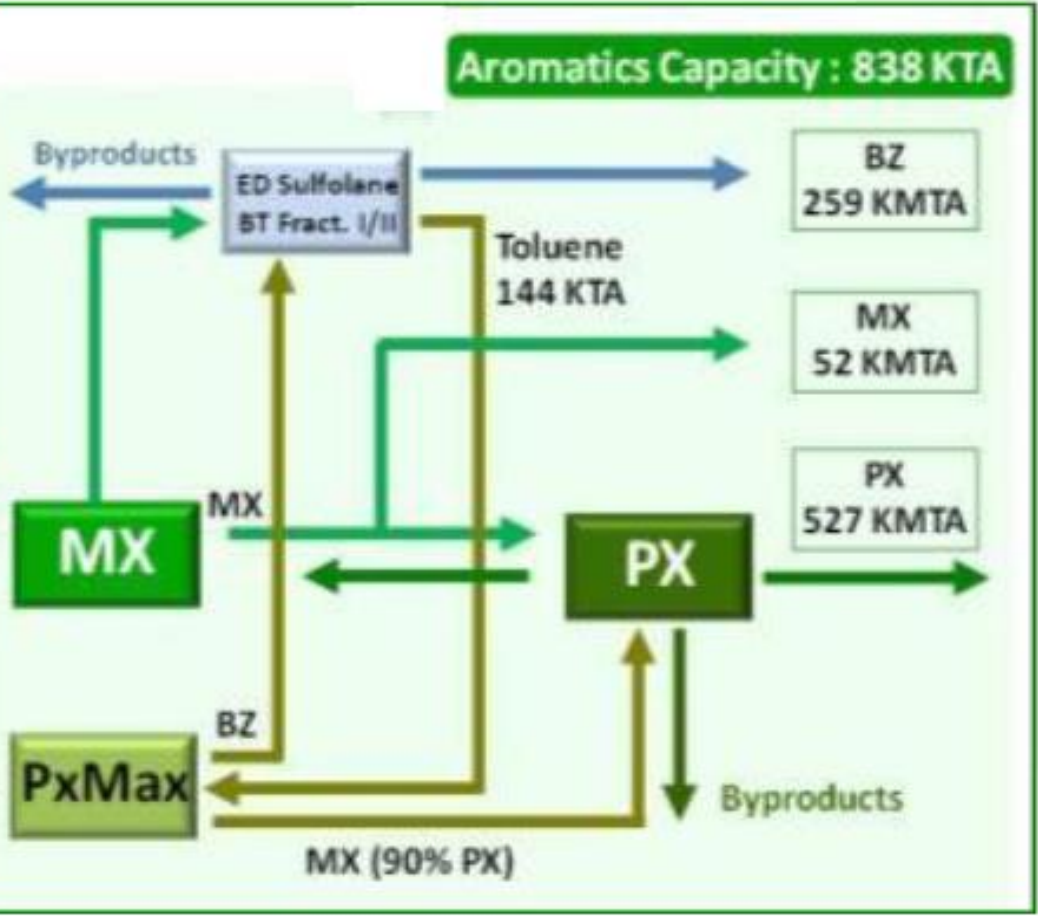 Aromatics Capacity : 838 KTA
Byproducts
ED Sulfolane
BT Fract. I/II
BZ
259 KMTA
Toluene
144 KTA
MX
52 KMTA
PX
527 KMTA
MX
MX
PX
BZ
PxMax
Byproducts
MX (90% PX)